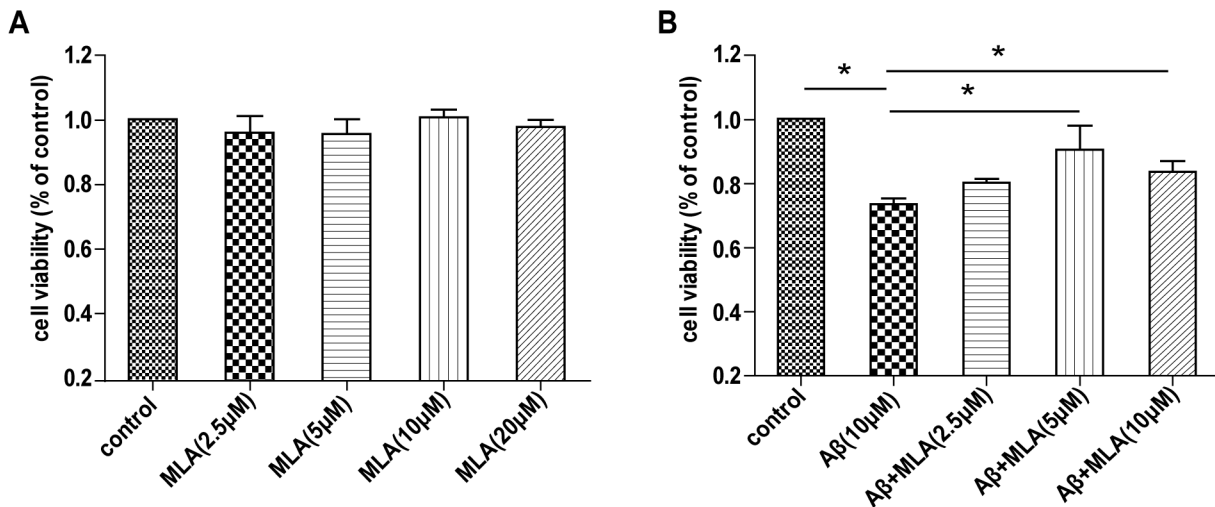 A
cell viability (% of control)
1.2
1.0
0.8
0.6
0.4
0.2
control
MLA(2.5μM)
MLA(5μM)
MLA(10μM)
MLA(20μM)
B
cell viability (% of control)
1.2
1.0
0.8
0.6
0.4
0.2
*
*
*
control
Aβ(10μM)
Aβ+MLA(2.5μM)
Aβ+MLA(5μM)
Aβ+MLA(10μM)